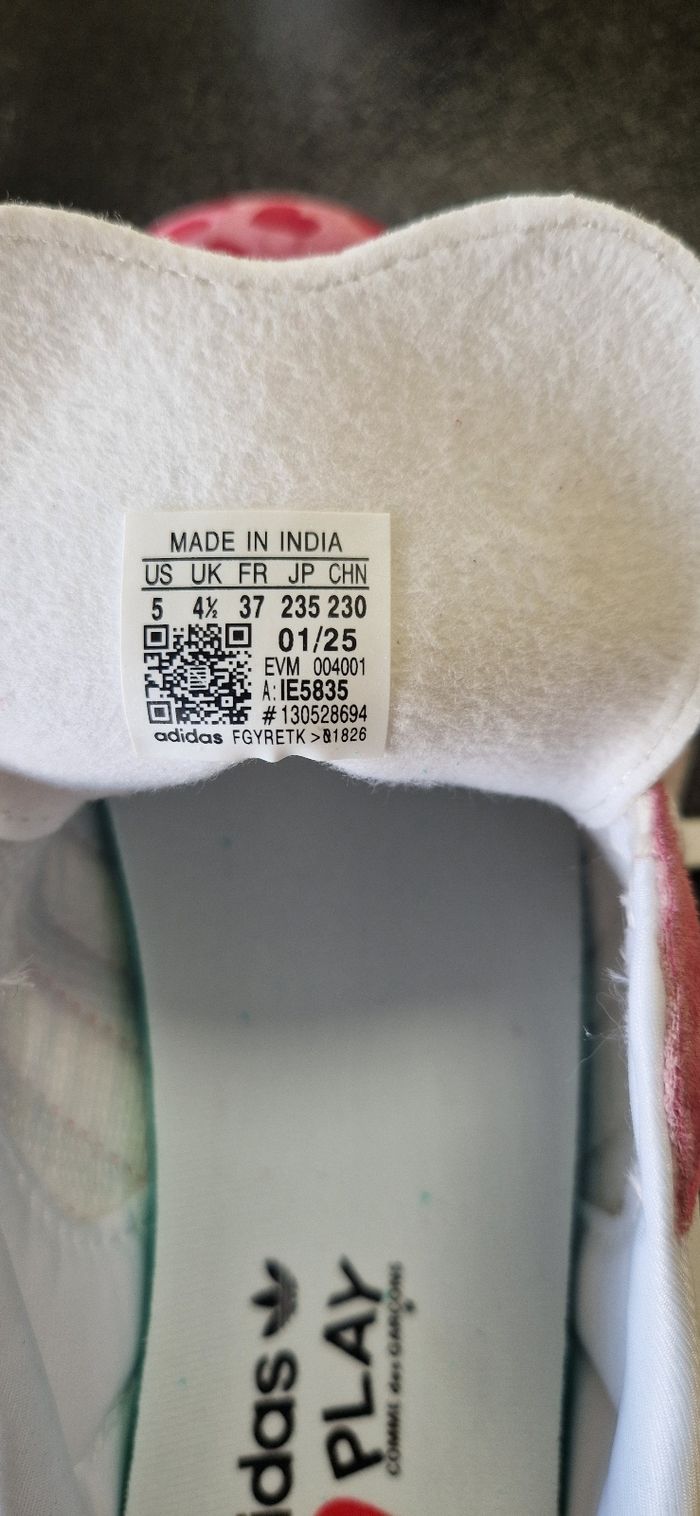 MADE IN INDIA
US UK FR JP CHN
5 4½ 37 235 230
01/25
EVM 004001
A: IE5835
# 130528694
adidas FGYRETK > 1826
adidas
PLAY
COMME des GARÇONS